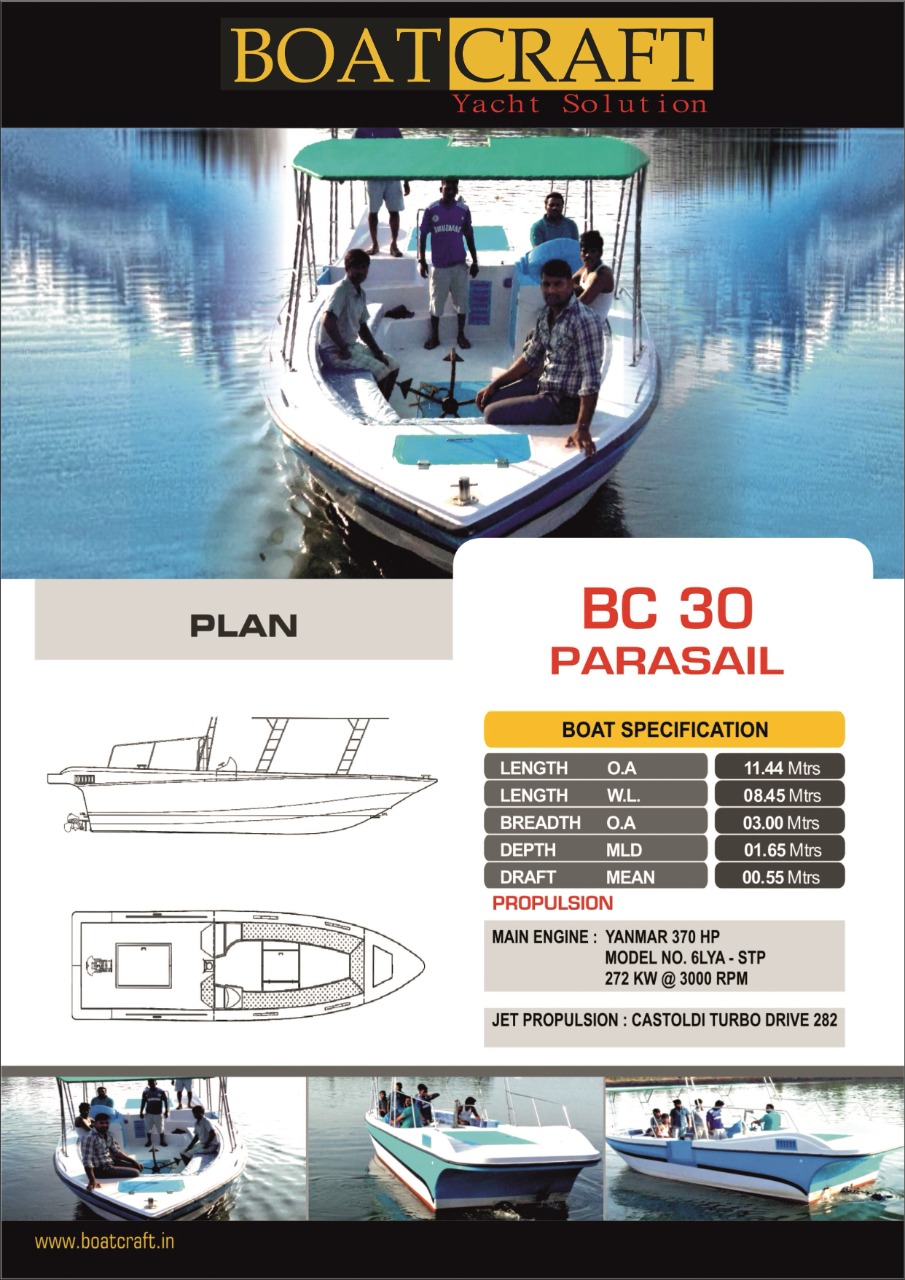 BOATCRAFT
Yacht Solution
PLAN
BC 30
PARASAIL
BOAT SPECIFICATION
LENGTH O.A 11.44 Mtrs
LENGTH W.L. 08.45 Mtrs
BREADTH O.A 03.00 Mtrs
DEPTH MLD 01.65 Mtrs
DRAFT MEAN 00.55 Mtrs
PROPULSION
MAIN ENGINE : YANMAR 370 HP
MODEL NO. 6LYA - STP
272 KW @ 3000 RPM
JET PROPULSION : CASTOLDI TURBO DRIVE 282
www.boatcraft.in